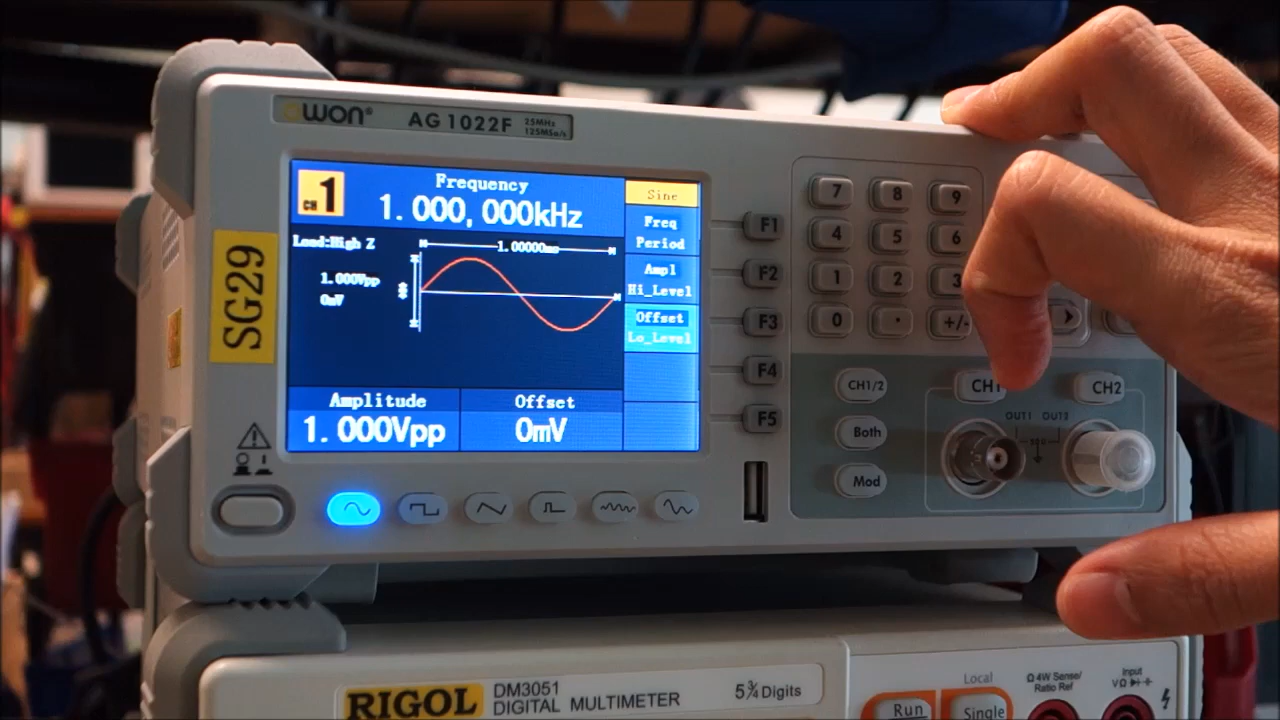 OWON®
AG1022F
25MHz
125MSa/s
SG29
CH 1
Frequency
1.000,000kHz
Load:High Z
1.00000ms
1.000Vpp
0mV
Amplitude
1.000Vpp
Offset
0mV
Sine
Freq
Period
Ampl
Hi_Level
Offset
Lo_Level
F1
F2
F3
F4
F5
7
8
9
4
5
6
1
2
3
0
.
+/-
CH1/2
CH1
CH2
Both
OUT1
OUT2
50Ω
Mod
RIGOL
DM3051
DIGITAL MULTIMETER
5¾ Digits
Run
Local
Single
Ω 4W Sense/
Ratio Ref
Input